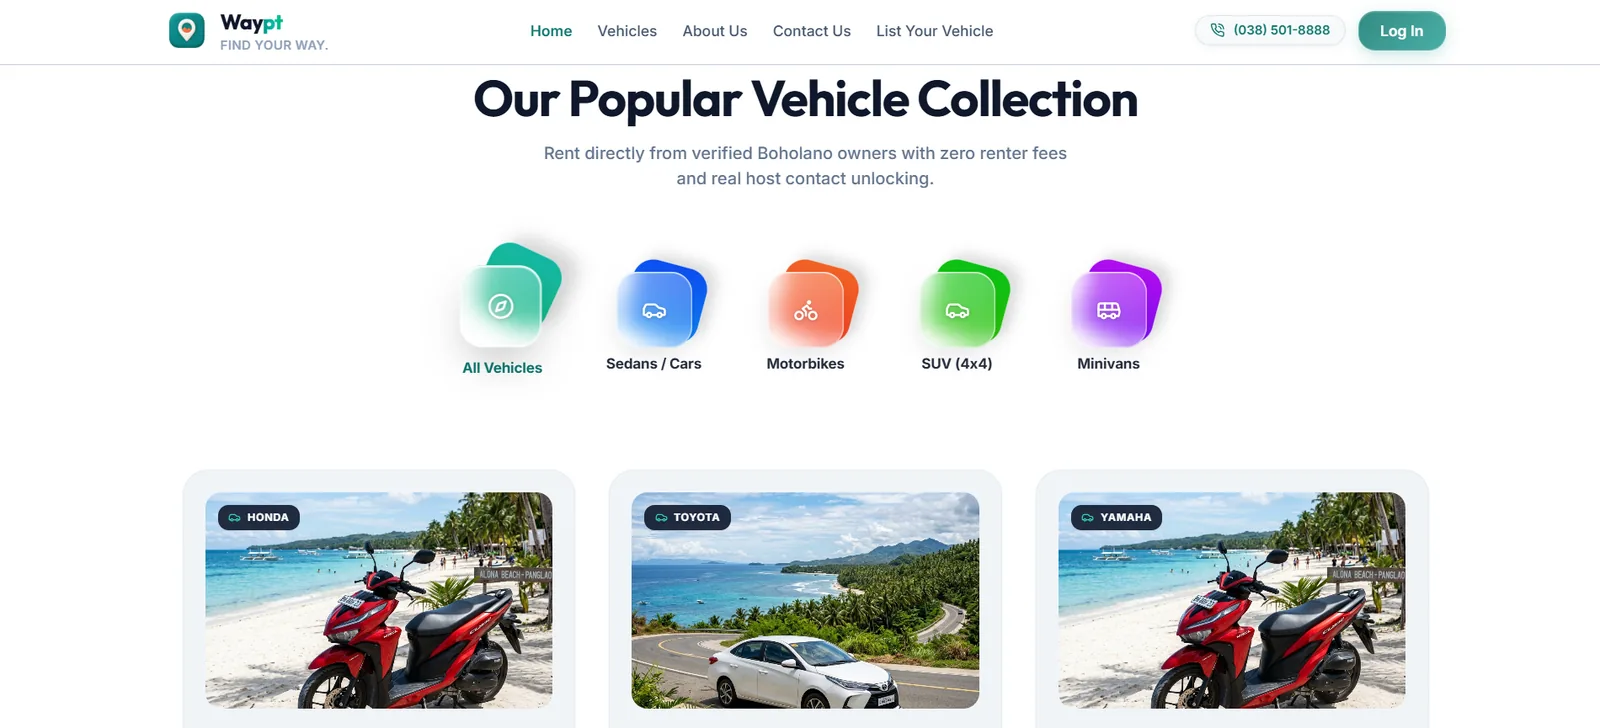 Waypt
FIND YOUR WAY.
Home
Vehicles
About Us
Contact Us
List Your Vehicle
(038) 501-8888
Log In
Our Popular Vehicle Collection
Rent directly from verified Boholano owners with zero renter fees
and real host contact unlocking.
All Vehicles
Sedans / Cars
Motorbikes
SUV (4x4)
Minivans
HONDA
ALONA BEACH-PANGLAO
TOYOTA
YAMAHA
ALONA BEACH-PANGLAO